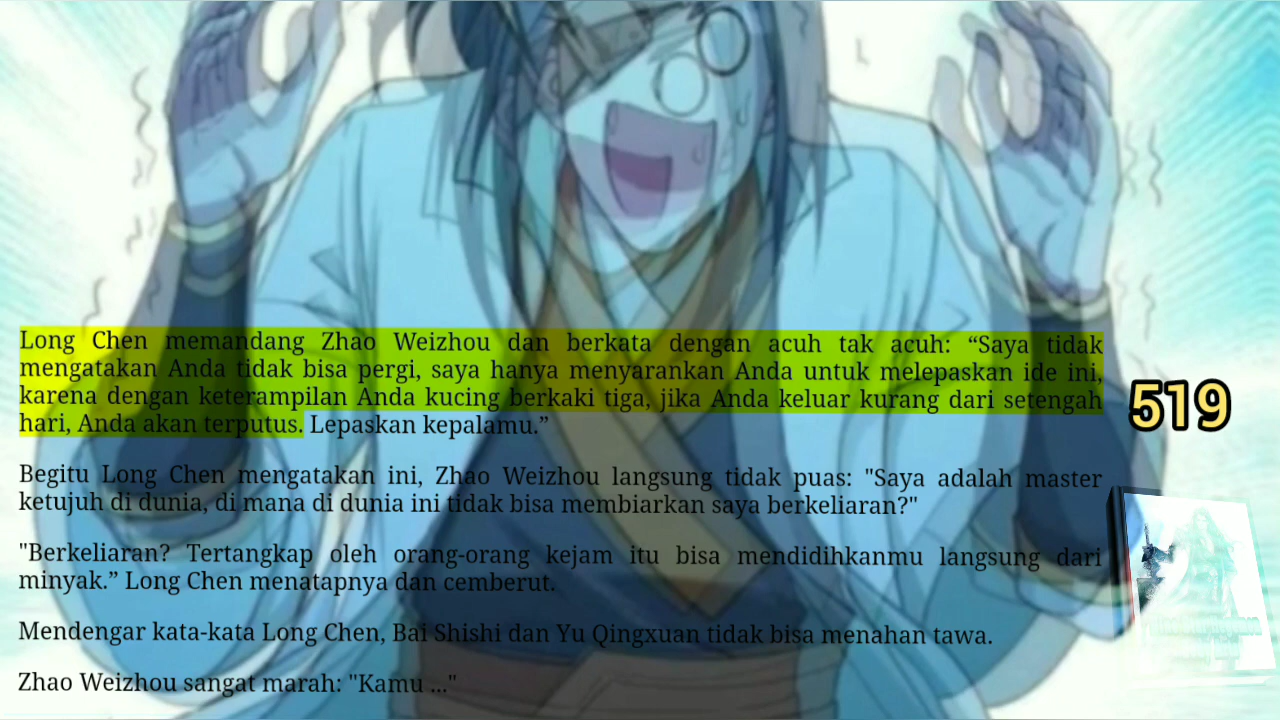 Long Chen memandang Zhao Weizhou dan berkata dengan acuh tak acuh: “Saya tidak
mengatakan Anda tidak bisa pergi, saya hanya menyarankan Anda untuk melepaskan ide ini,
karena dengan keterampilan Anda kucing berkaki tiga, jika Anda keluar kurang dari setengah
hari, Anda akan terputus. Lepaskan kepalamu.”
Begitu Long Chen mengatakan ini, Zhao Weizhou langsung tidak puas: "Saya adalah master
ketujuh di dunia, di mana di dunia ini tidak bisa membiarkan saya berkeliaran?"
"Berkeliaran? Tertangkap oleh orang-orang kejam itu bisa mendidihkanmu langsung dari
minyak.” Long Chen menatapnya dan cemberut.
Mendengar kata-kata Long Chen, Bai Shishi dan Yu Qingxuan tidak bisa menahan tawa.
Zhao Weizhou sangat marah: "Kamu ..."
519